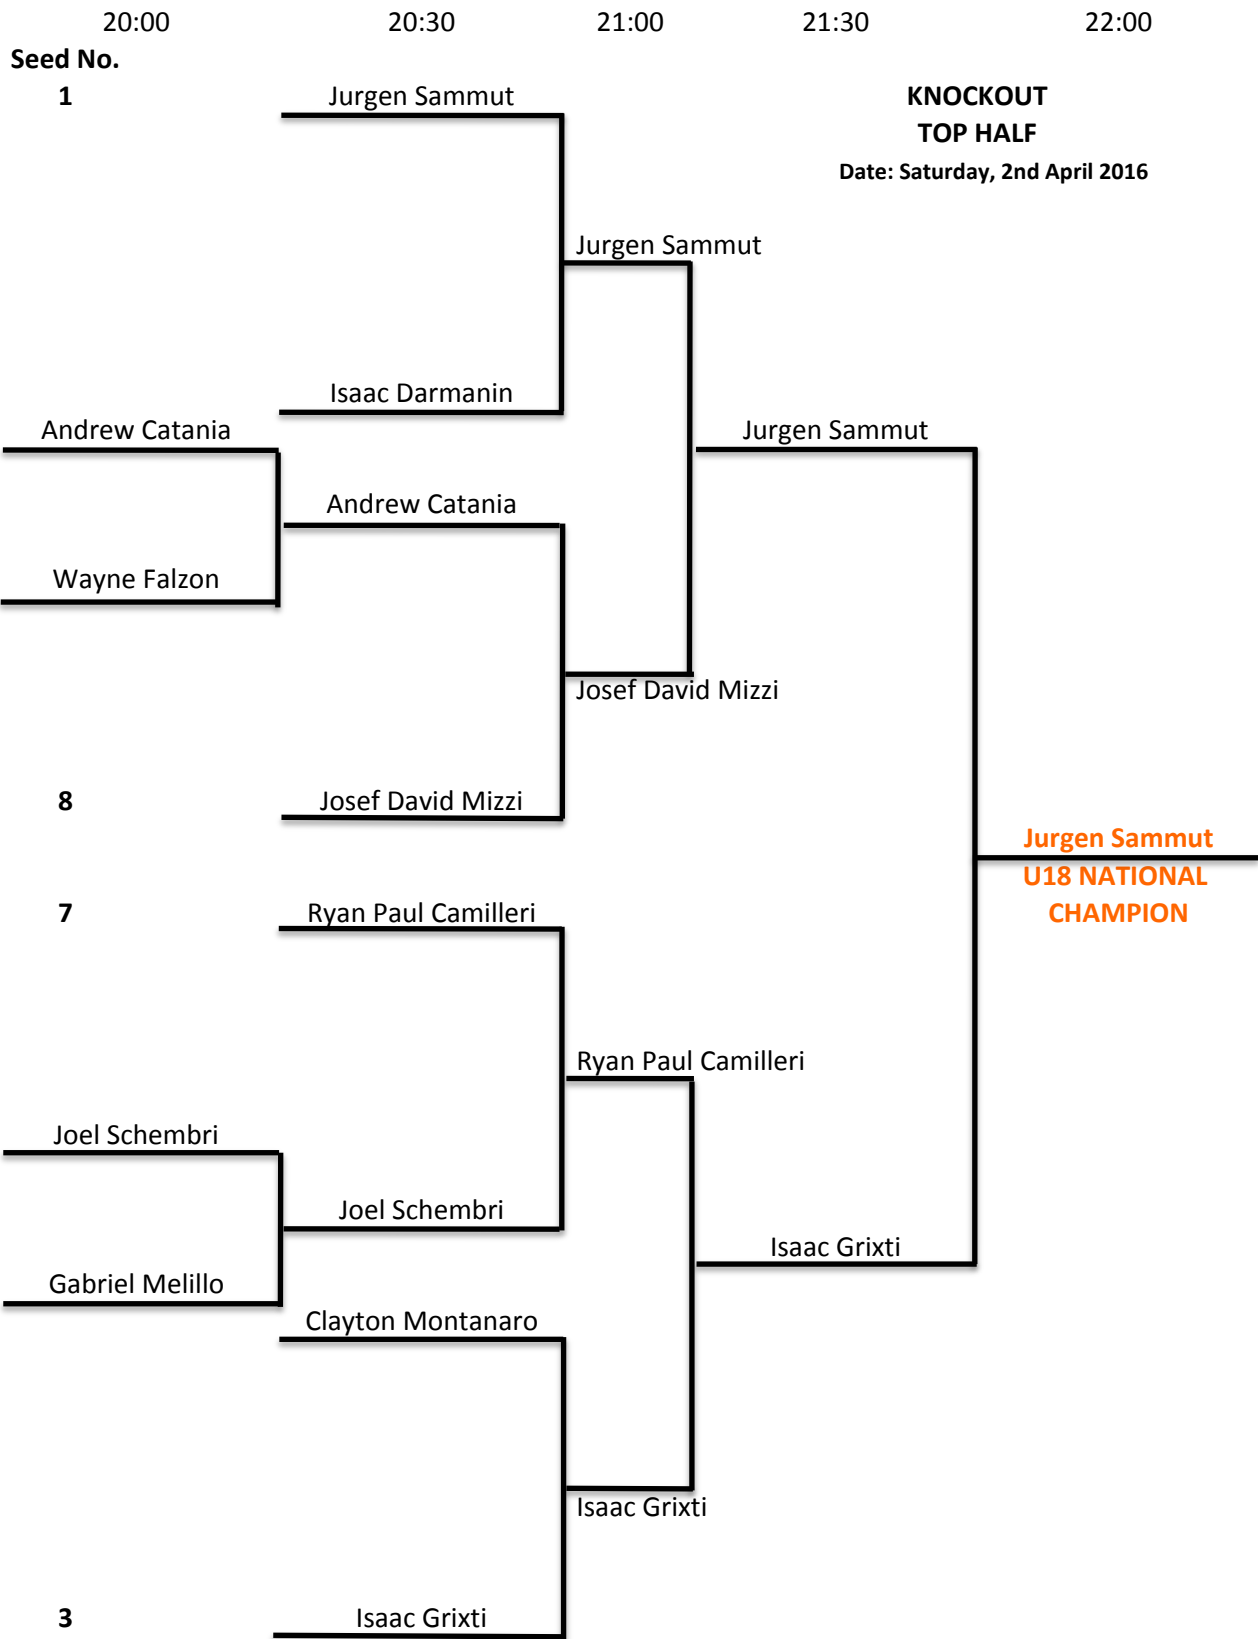 20:00 20:30 21:00 21:30 22:00
Seed No.
1 Jurgen Sammut KNOCKOUT
TOP HALF
Date: Saturday, 2nd April 2016
Jurgen Sammut
Isaac Darmanin
Andrew Catania Jurgen Sammut
Andrew Catania
Wayne Falzon
Josef David Mizzi
8 Josef David Mizzi
Jurgen Sammut
U18 NATIONAL
CHAMPION
7 Ryan Paul Camilleri
Ryan Paul Camilleri
Joel Schembri
Joel Schembri
Isaac Grixti
Gabriel Melillo
Clayton Montanaro
Isaac Grixti
3 Isaac Grixti